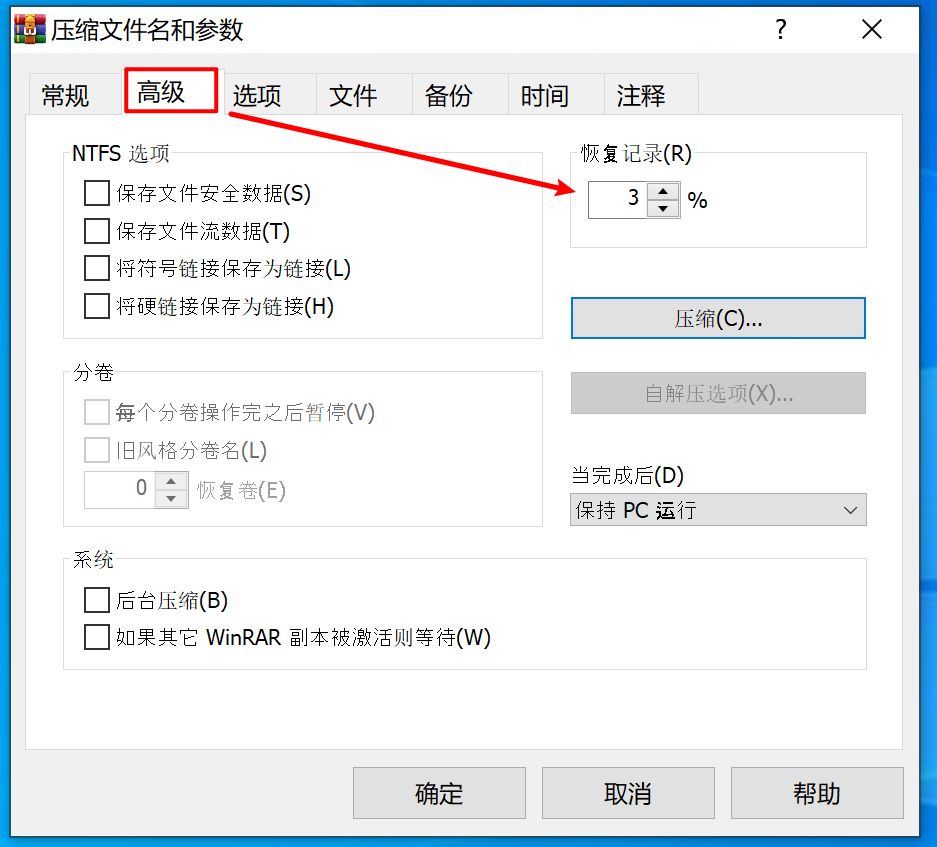 压缩文件名和参数
?
常规 高级 选项 文件 备份 时间 注释
NTFS 选项
保存文件安全数据(S)
保存文件流数据(T)
将符号链接保存为链接(L)
将硬链接保存为链接(H)
恢复记录(R)
3 %
压缩(C)...
分卷
每个分卷操作完之后暂停(V)
旧风格分卷名(L)
0 恢复卷(E)
自解压选项(X)...
当完成后(D)
保持 PC 运行
系统
后台压缩(B)
如果其它 WinRAR 副本被激活则等待(W)
确定 取消 帮助